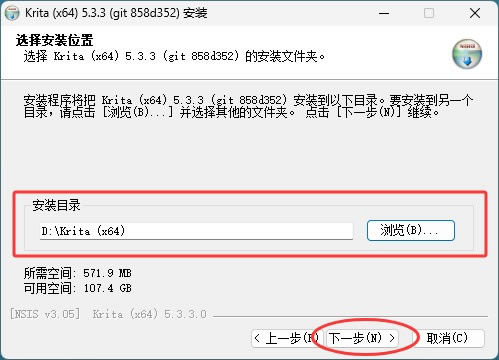 Krita (x64) 5.3.3 (git 858d352) 安装
选择安装位置
选择 Krita (x64) 5.3.3 (git 858d352) 的安装文件夹。
NSIS
安装程序将把 Krita (x64) 5.3.3 (git 858d352) 安装到以下目录。要安装到另一个
目录，请点击 [浏览(B)...] 并选择其他的文件夹。 点击 [下一步(N)] 继续。
安装目录
D:\Krita (x64)
浏览(B)...
所需空间: 571.9 MB
可用空间: 107.4 GB
[NSIS v3.05] Krita (x64) 5.3.3.0
< 上一步(P) 下一步(N) > 取消(C)